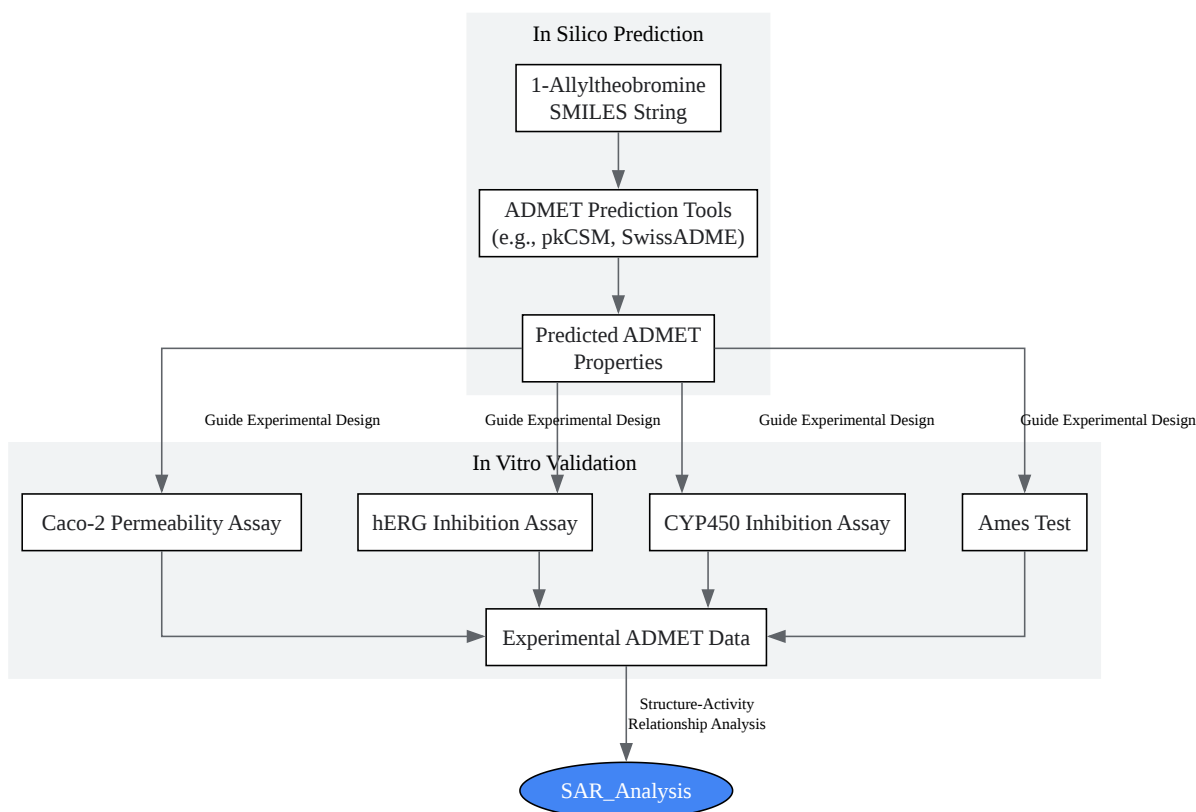 In Silico Prediction
1-Allyltheobromine
SMILES String
ADMET Prediction Tools
(e.g., pkCSM, SwissADME)
Predicted ADMET
Properties
Guide Experimental Design
Guide Experimental Design
Guide Experimental Design
Guide Experimental Design
In Vitro Validation
Caco-2 Permeability Assay
hERG Inhibition Assay
CYP450 Inhibition Assay
Ames Test
Experimental ADMET Data
Structure-Activity
Relationship Analysis
SAR_Analysis